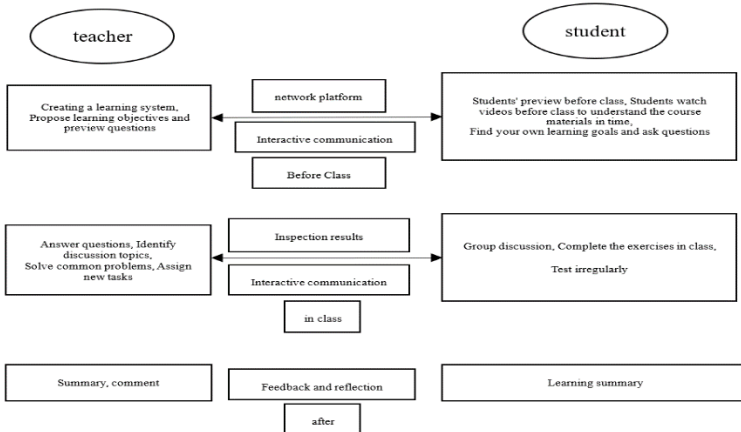 teacher
student
Creating a learning system,
Propose learning objectives and
preview questions
network platform
Interactive communication
Before Class
Students' preview before class, Students watch
videos before class to understand the course
materials in time,
Find your own learning goals and ask questions
Answer questions, Identify
discussion topics,
Solve common problems, Assign
new tasks
Inspection results
Interactive communication
in class
Group discussion, Complete the exercises in class,
Test irregularly
Summary, comment
Feedback and reflection
after
Learning summary